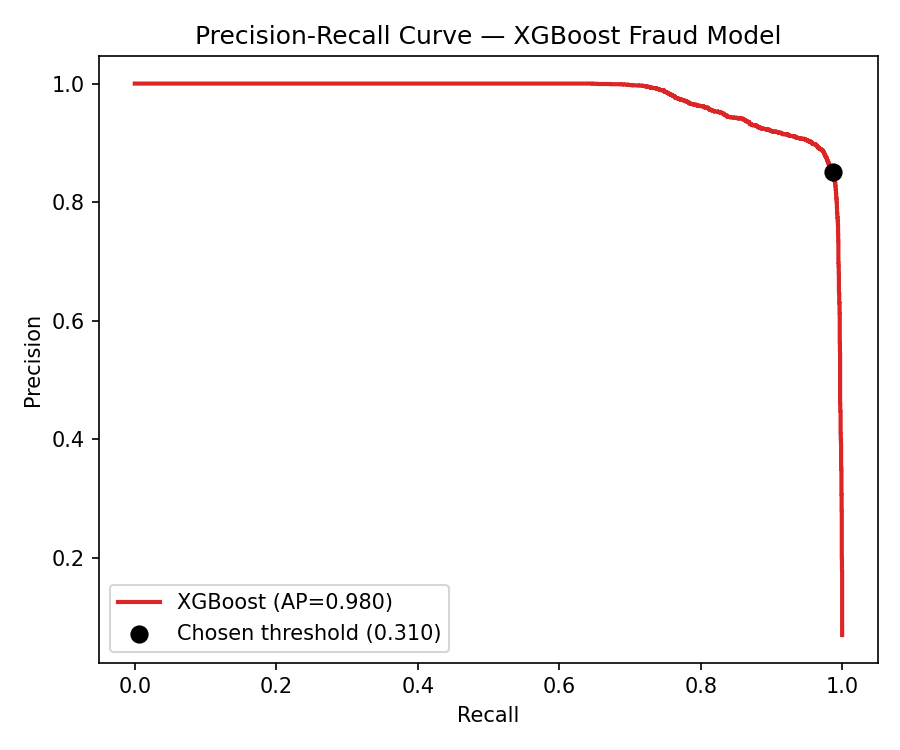 Precision-Recall Curve — XGBoost Fraud Model
1.0
0.8
0.6
0.4
0.2
Precision
XGBoost (AP=0.980)
Chosen threshold (0.310)
0.0 0.2 0.4 0.6 0.8 1.0
Recall